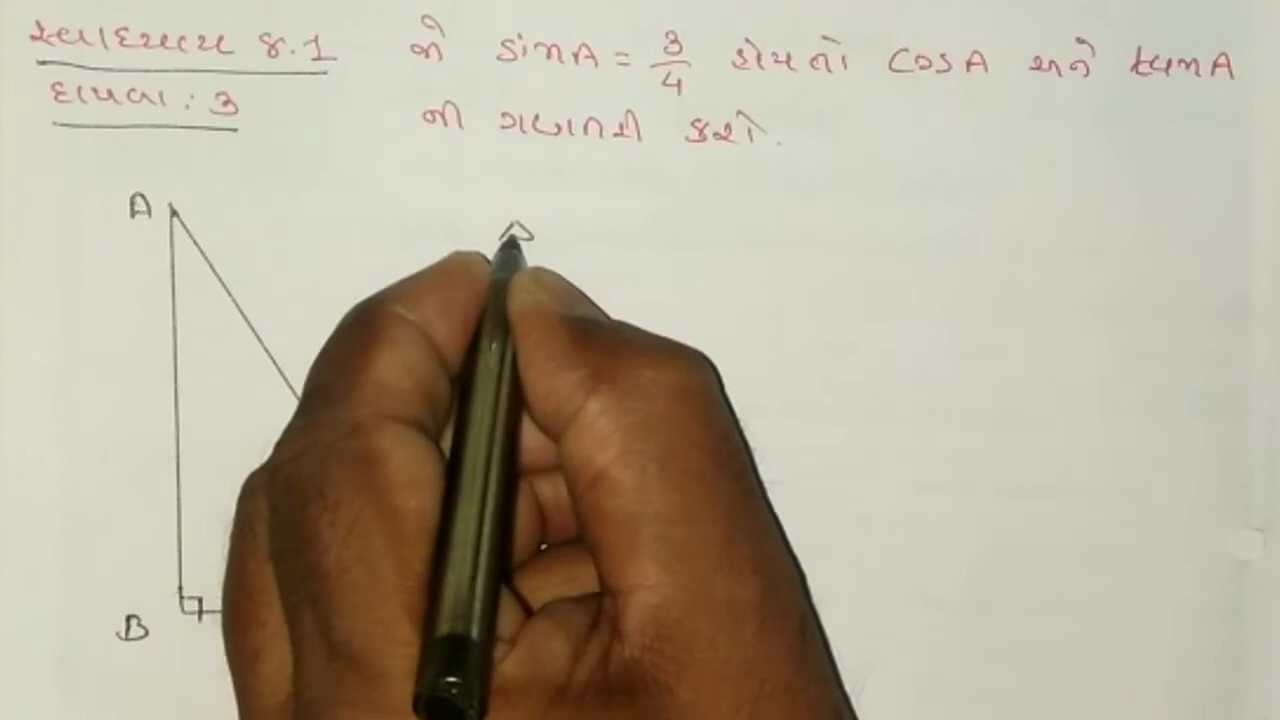 સ્વાધ્યાય 8.1
દાખલા : 3
જો sinA = 3/4 હોય તો cosA અને tanA
ની ગણતરી કરો.
A
B